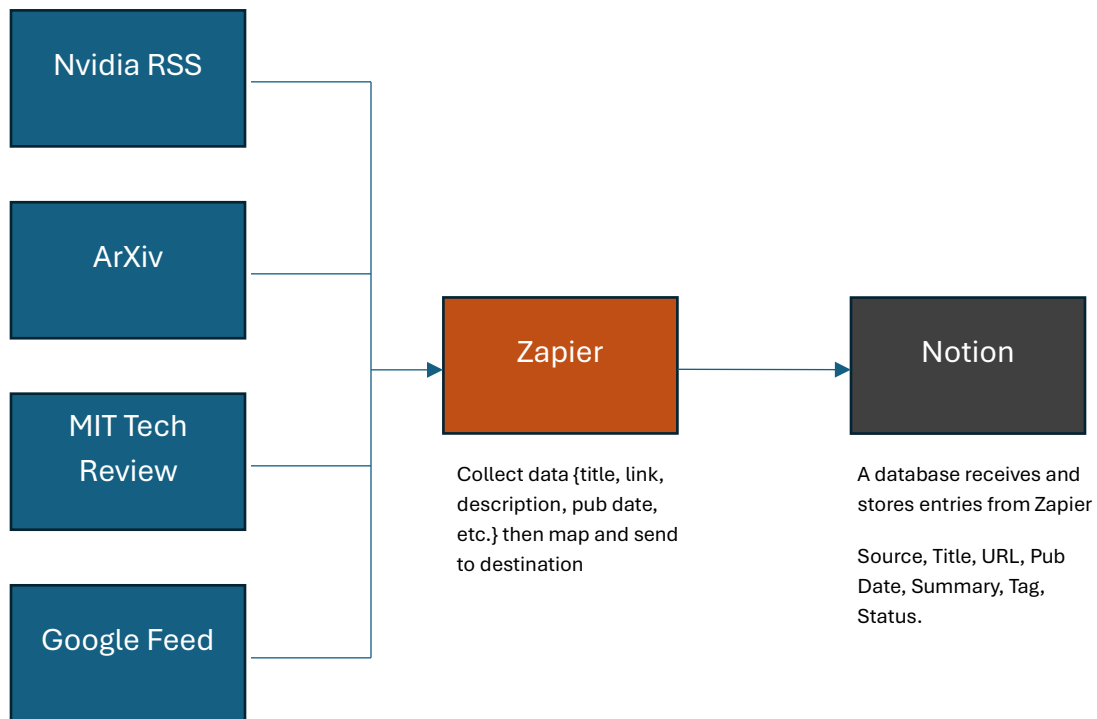 Nvidia RSS
ArXiv
MIT Tech
Review
Google Feed
Zapier
Collect data {title, link,
description, pub date,
etc.} then map and send
to destination
Notion
A database receives and
stores entries from Zapier
Source, Title, URL, Pub
Date, Summary, Tag,
Status.